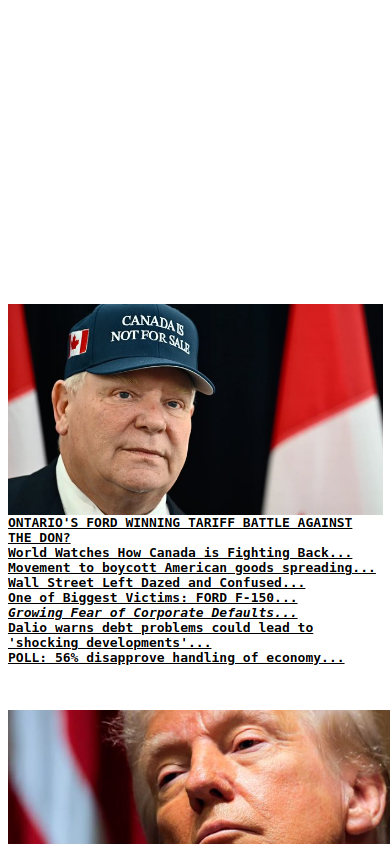 CANADA IS
NOT FOR SALE
ONTARIO'S FORD WINNING TARIFF BATTLE AGAINST
THE DON?
World Watches How Canada is Fighting Back...
Movement to boycott American goods spreading...
Wall Street Left Dazed and Confused...
One of Biggest Victims: FORD F-150...
Growing Fear of Corporate Defaults...
Dalio warns debt problems could lead to
'shocking developments'...
POLL: 56% disapprove handling of economy...